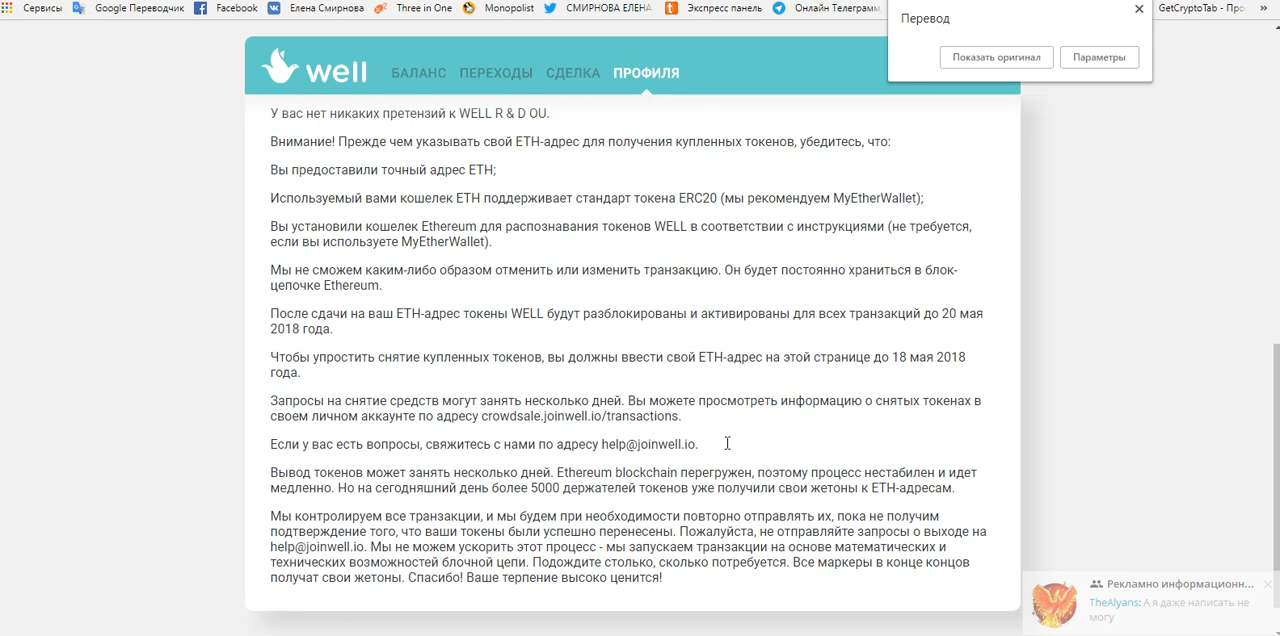 Сервисы Google Переводчик Facebook Елена Смирнова Three in One Monopolist СМИРНОВА ЕЛЕНА Экспресс панель Онлайн Телеграмм GetCryptoTab - Про »
Перевод
Показать оригинал Параметры
well БАЛАНС ПЕРЕХОДЫ СДЕЛКА ПРОФИЛЯ
У вас нет никаких претензий к WELL R & D OU.
Внимание! Прежде чем указывать свой ETH-адрес для получения купленных токенов, убедитесь, что:
Вы предоставили точный адрес ETH;
Используемый вами кошелек ETH поддерживает стандарт токена ERC20 (мы рекомендуем MyEtherWallet);
Вы установили кошелек Ethereum для распознавания токенов WELL в соответствии с инструкциями (не требуется,
если вы используете MyEtherWallet).
Мы не сможем каким-либо образом отменить или изменить транзакцию. Он будет постоянно храниться в блок-
цепочке Ethereum.
После сдачи на ваш ETH-адрес токены WELL будут разблокированы и активированы для всех транзакций до 20 мая
2018 года.
Чтобы упростить снятие купленных токенов, вы должны ввести свой ETH-адрес на этой странице до 18 мая 2018
года.
Запросы на снятие средств могут занять несколько дней. Вы можете просмотреть информацию о снятых токенах в
своем личном аккаунте по адресу crowdsale.joinwell.io/transactions.
Если у вас есть вопросы, свяжитесь с нами по адресу help@joinwell.io.
Вывод токенов может занять несколько дней. Ethereum blockchain перегружен, поэтому процесс нестабилен и идет
медленно. Но на сегодняшний день более 5000 держателей токенов уже получили свои жетоны к ETH-адресам.
Мы контролируем все транзакции, и мы будем при необходимости повторно отправлять их, пока не получим
подтверждение того, что ваши токены были успешно перенесены. Пожалуйста, не отправляйте запросы о выходе на
help@joinwell.io. Мы не можем ускорить этот процесс - мы запускаем транзакции на основе математических и
технических возможностей блочной цепи. Подождите столько, сколько потребуется. Все маркеры в конце концов
получат свои жетоны. Спасибо! Ваше терпение высоко ценится!
Рекламно информационн...
TheAlyans: А я даже написать не
могу